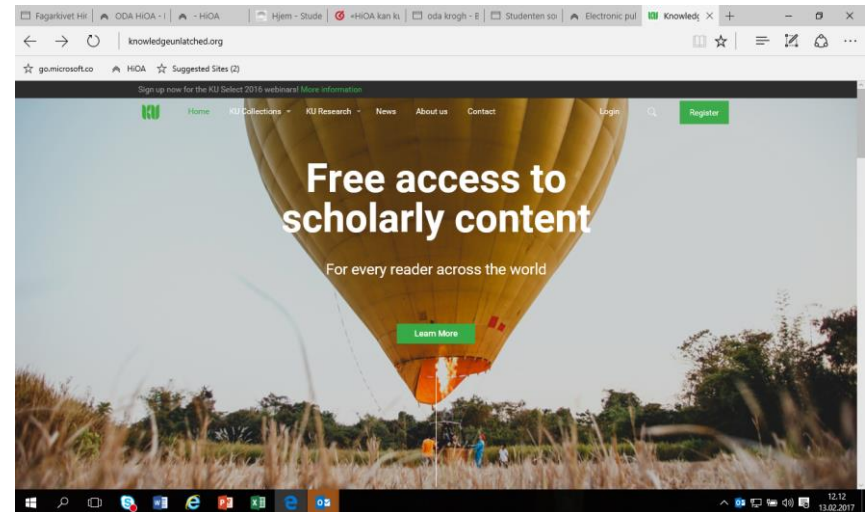 Fagarkivet Hir
ODA HiOA - I
- HiOA
Hjem - Stude
«HiOA kan ku
oda krogh - B
Studenten som
Electronic pul
Knowledg
knowledgeunlatched.org
go.microsoft.co
HiOA
Suggested Sites (2)
Sign up now for the KU Select 2016 webinars! More information
KU
Home
KU Collections
KU Research
News
About us
Contact
Login
Register
Free access to
scholarly content
For every reader across the world
Learn More
12.12
13.02.2017